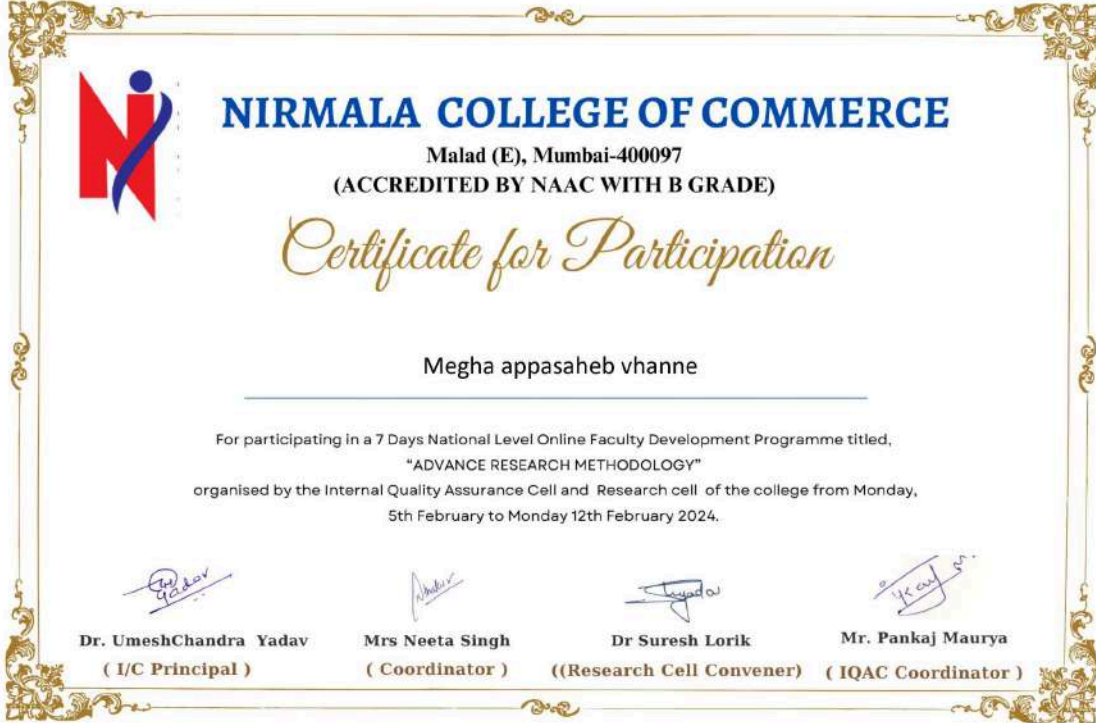 NIRMALA COLLEGE OF COMMERCE
Malad (E), Mumbai-400097
(ACCREDITED BY NAAC WITH B GRADE)
Certificate for Participation
Megha appasaheb vhanne
For participating in a 7 Days National Level Online Faculty Development Programme titled,
“ADVANCE RESEARCH METHODOLOGY”
organised by the Internal Quality Assurance Cell and Research cell of the college from Monday,
5th February to Monday 12th February 2024.
Dr. UmeshChandra Yadav
( I/C Principal )
Mrs Neeta Singh
( Coordinator )
Dr Suresh Lorik
((Research Cell Convener)
Mr. Pankaj Maurya
( IQAC Coordinator )